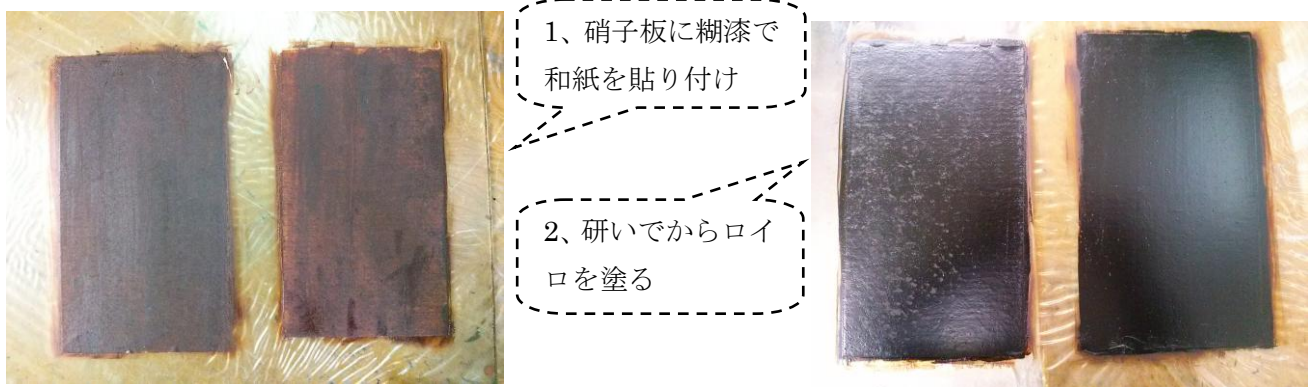 1、硝子板に糊漆で
和紙を貼り付け
2、研いでからロイ
ロを塗る